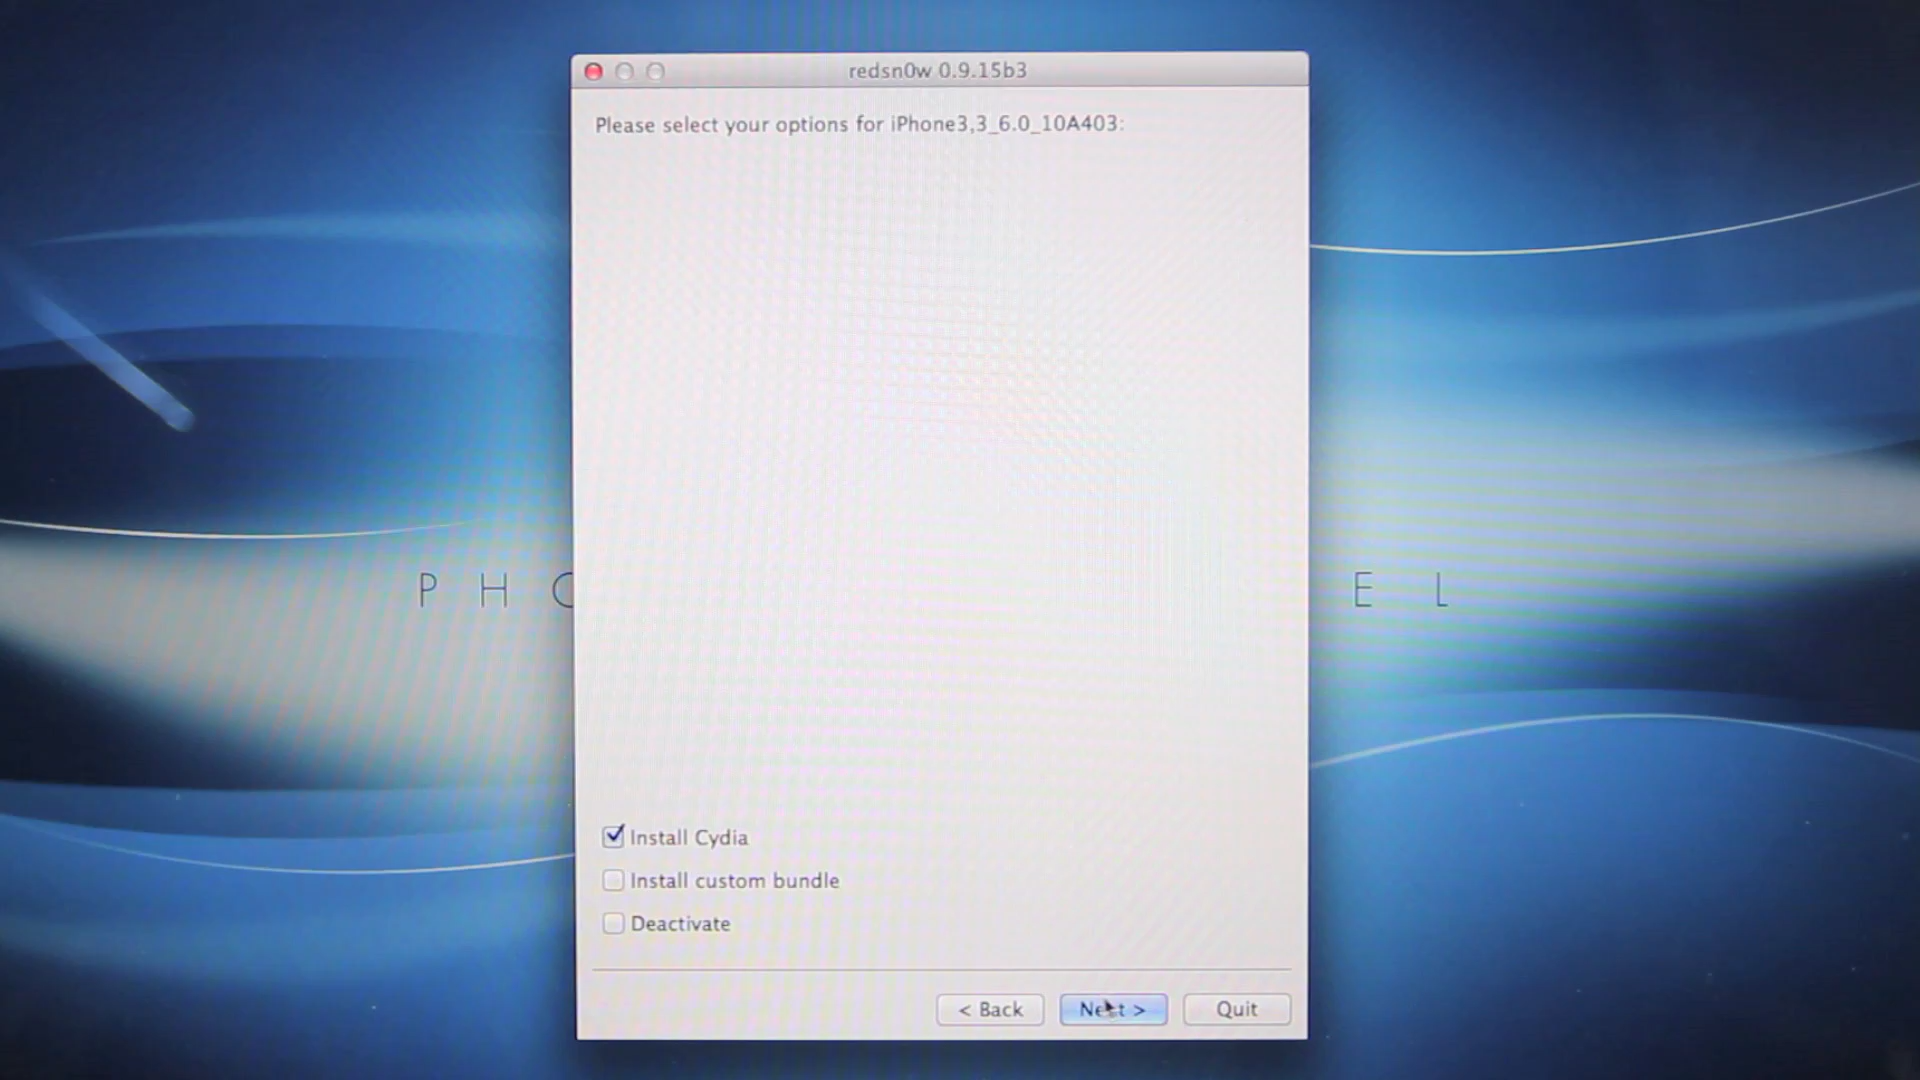 redsn0w 0.9.15b3
Please select your options for iPhone3,3_6.0_10A403:
P H O
E L
Install Cydia
Install custom bundle
Deactivate
< Back
Next >
Quit